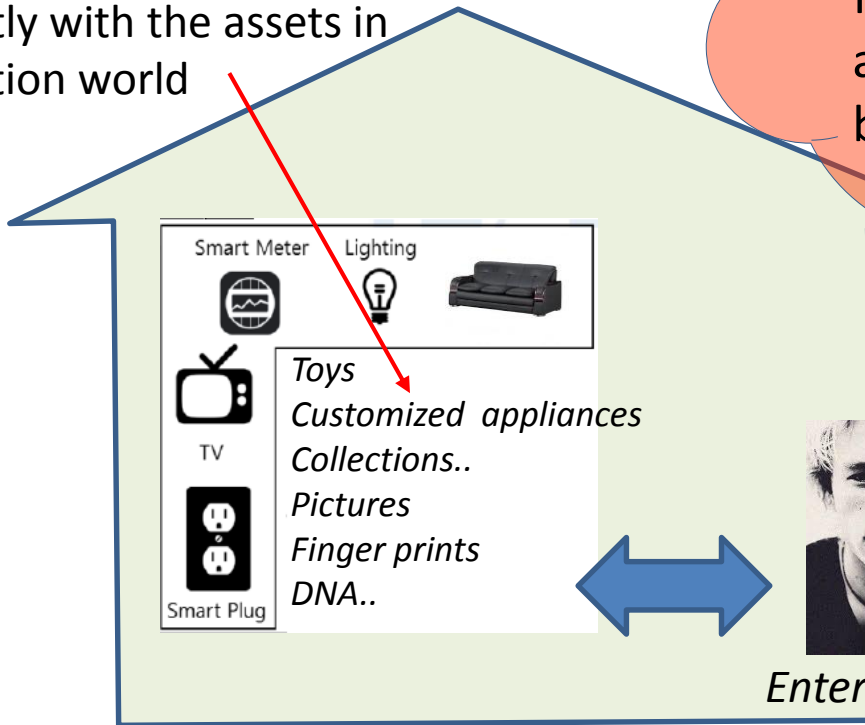 tly with the assets in
tion world
a
b
Smart Meter
Lighting
Toys
Customized appliances
Collections..
Pictures
Finger prints
DNA..
TV
Smart Plug
Enter